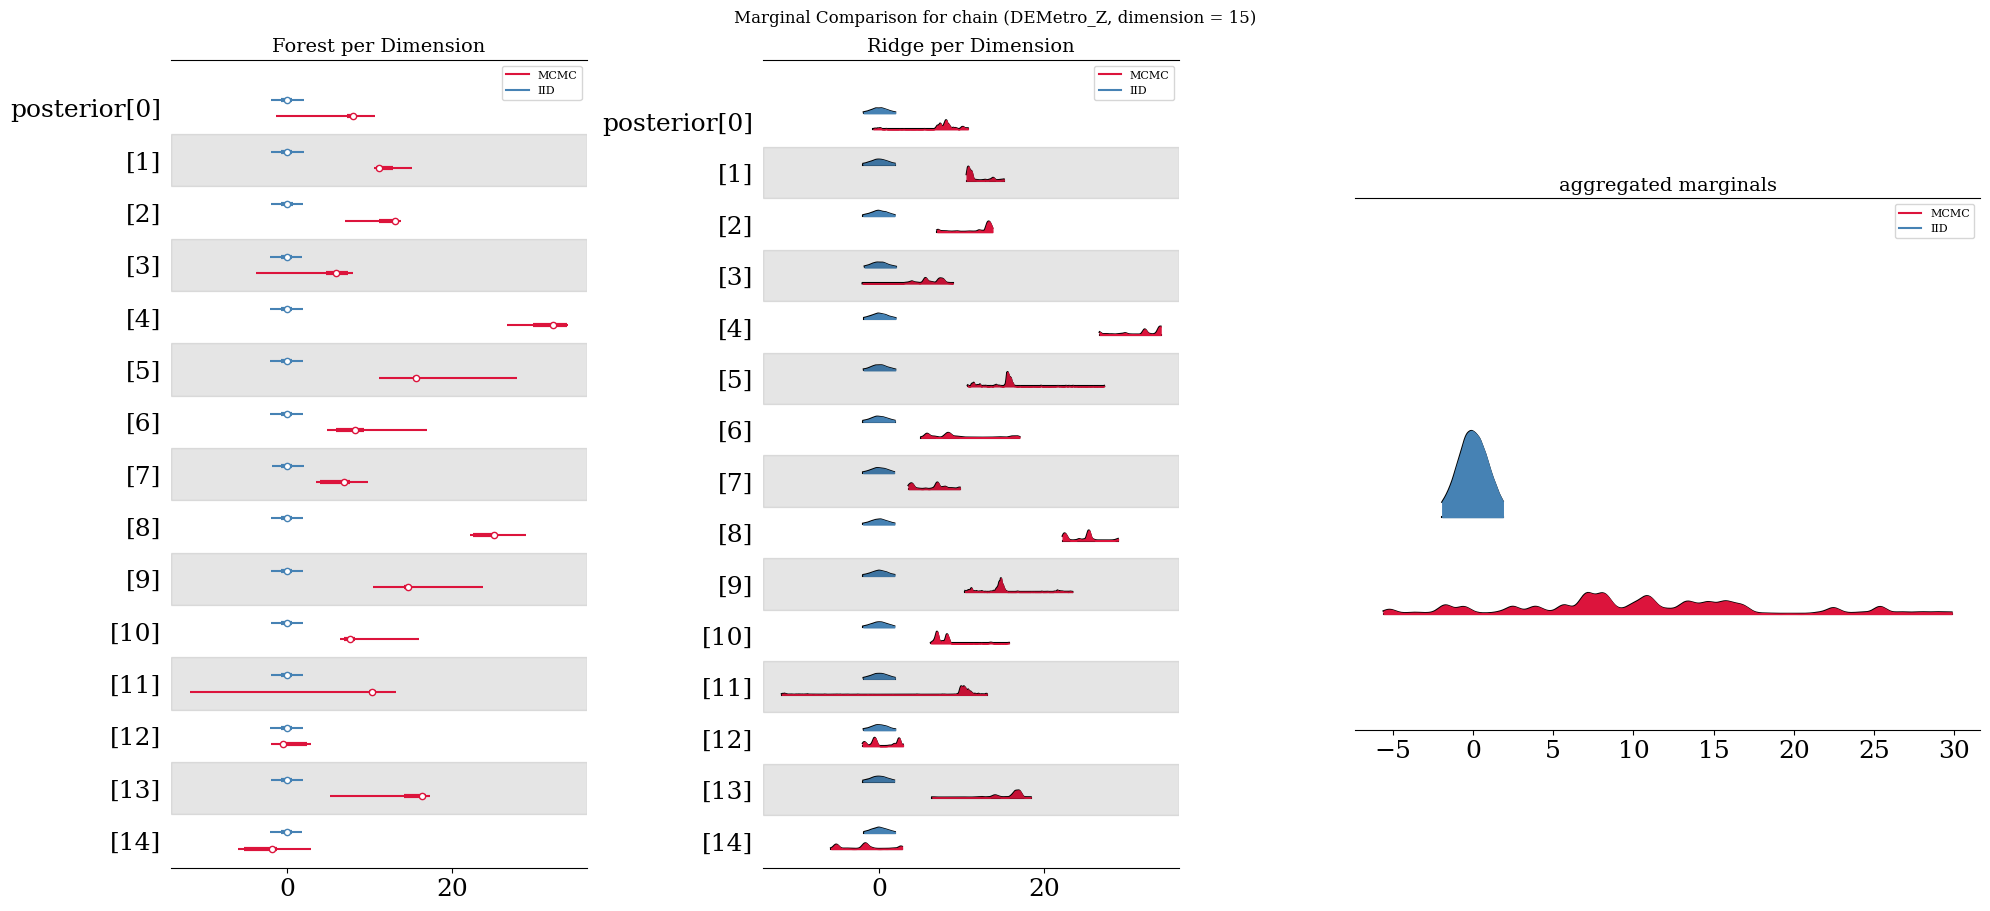 Marginal Comparison for chain (DEMetro_Z, dimension = 15)
Forest per Dimension
MCMC
IID
posterior[0]
[1]
[2]
[3]
[4]
[5]
[6]
[7]
[8]
[9]
[10]
[11]
[12]
[13]
[14]
0 20
Ridge per Dimension
MCMC
IID
posterior[0]
[1]
[2]
[3]
[4]
[5]
[6]
[7]
[8]
[9]
[10]
[11]
[12]
[13]
[14]
0 20
aggregated marginals
MCMC
IID
−5 0 5 10 15 20 25 30